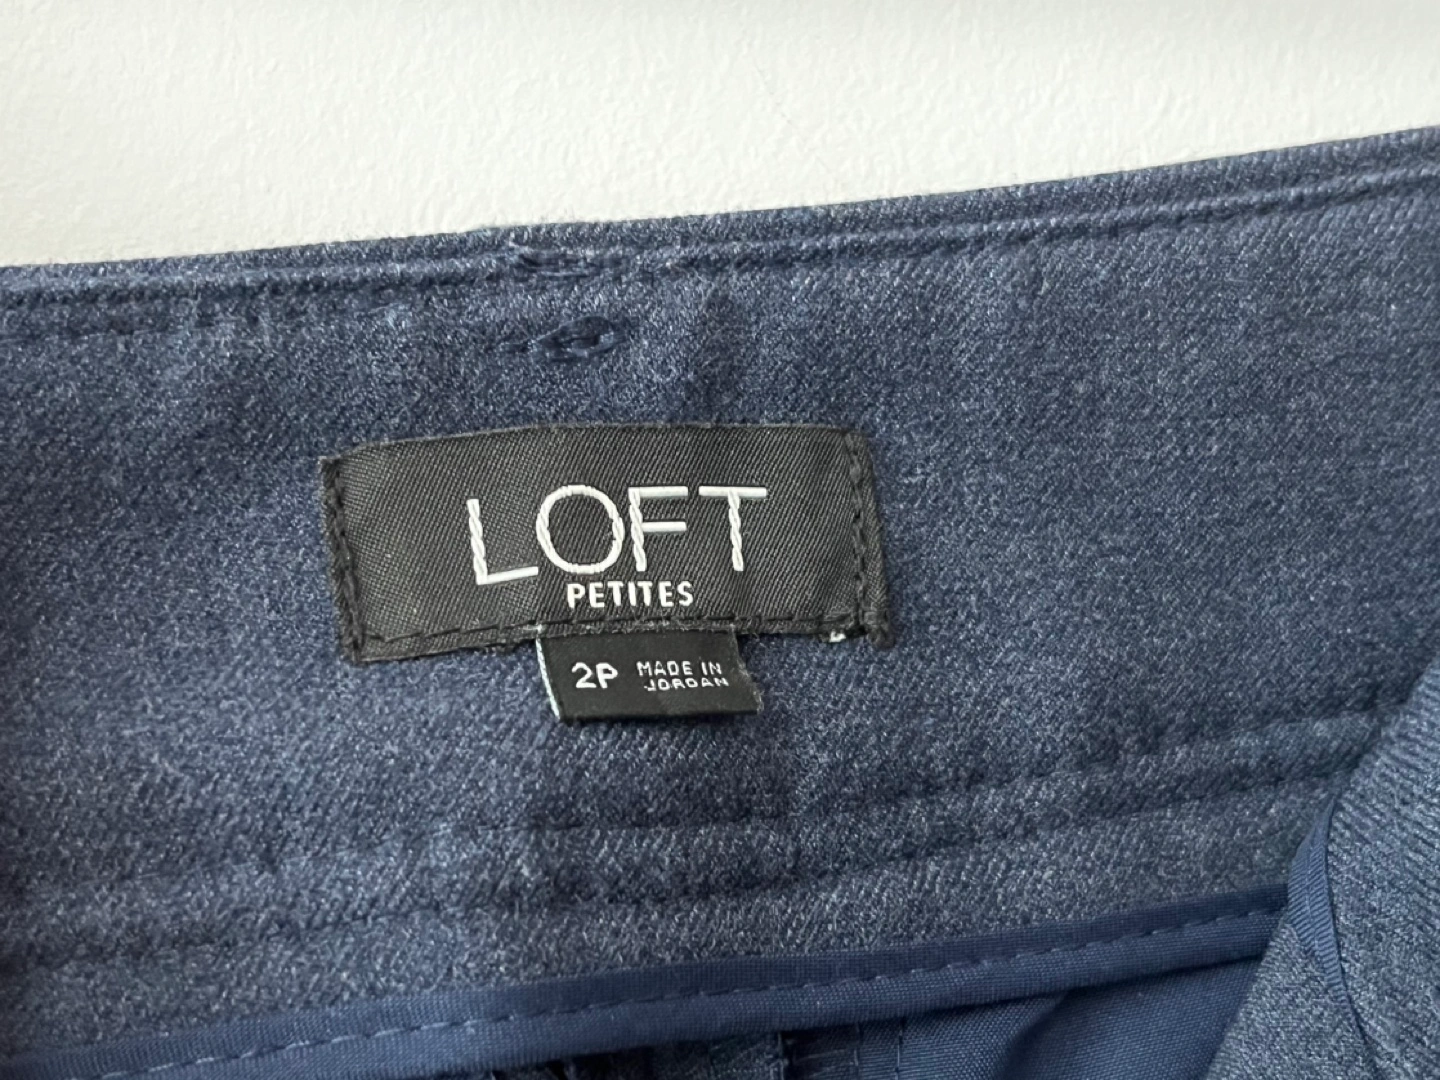 LOFT
PETITES
2P MADE IN
JORDAN